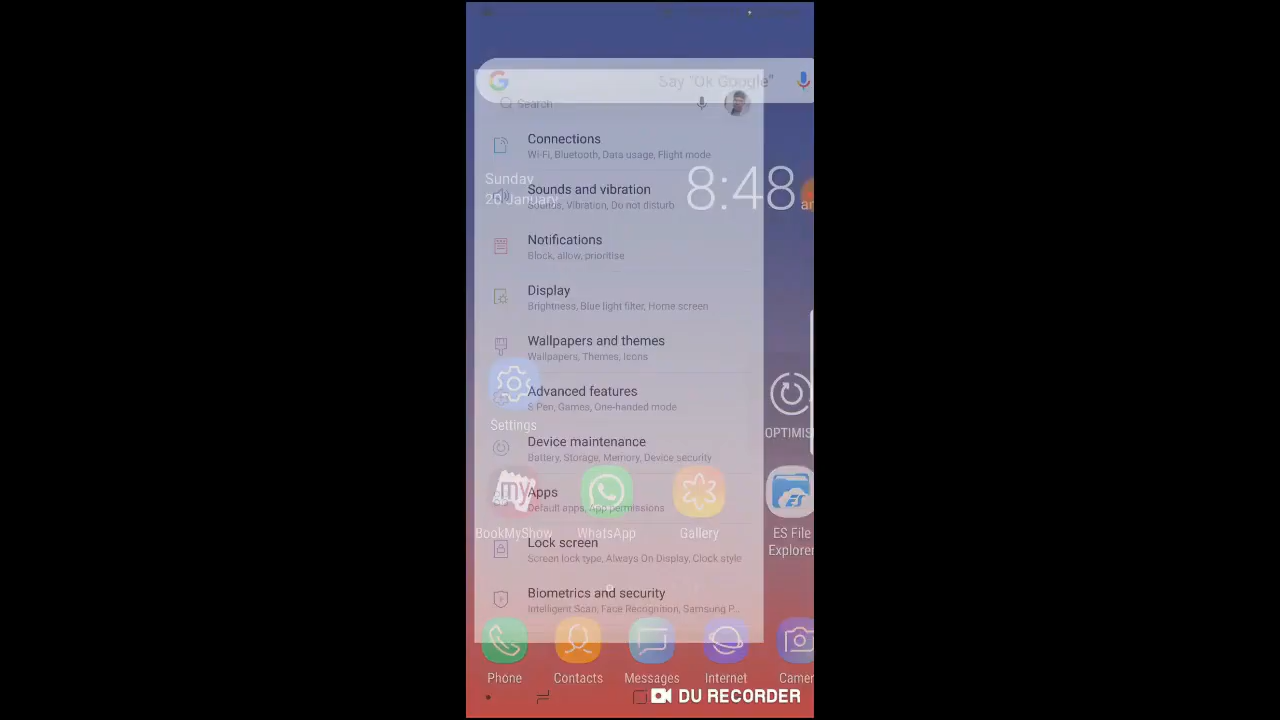 Say "Ok Google"
Search
Connections
Wi-Fi, Bluetooth, Data usage, Flight mode
Sunday
20 January
8:48
Sounds and vibration
Sounds, Vibration, Do not disturb
Notifications
Block, allow, prioritise
Display
Brightness, Blue light filter, Home screen
Wallpapers and themes
Wallpapers, Themes, Icons
Advanced features
S Pen, Games, One-handed mode
Settings
OPTIMIS
Device maintenance
Battery, Storage, Memory, Device security
my
Apps
Default apps, App permissions
ES
BookMyShow
WhatsApp
Gallery
ES File
Explorer
Lock screen
Screen lock type, Always On Display, Clock style
Biometrics and security
Intelligent Scan, Face Recognition, Samsung P...
Phone
Contacts
Messages
Internet
Camer
DU RECORDER